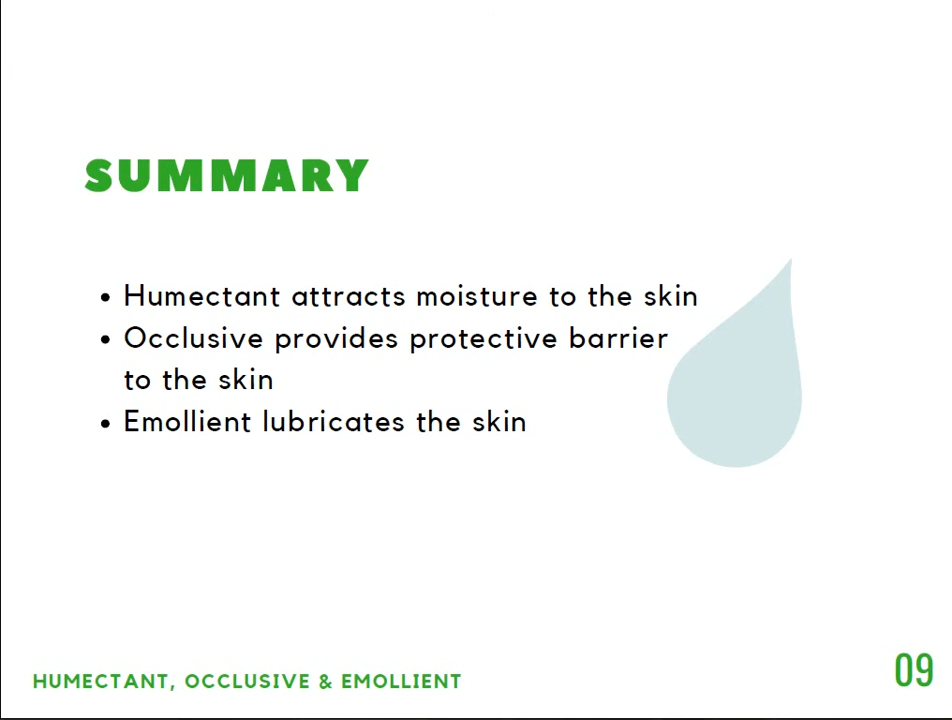 SUMMARY
• Humectant attracts moisture to the skin
• Occlusive provides protective barrier
to the skin
• Emollient lubricates the skin
HUMECTANT, OCCLUSIVE & EMOLLIENT
09